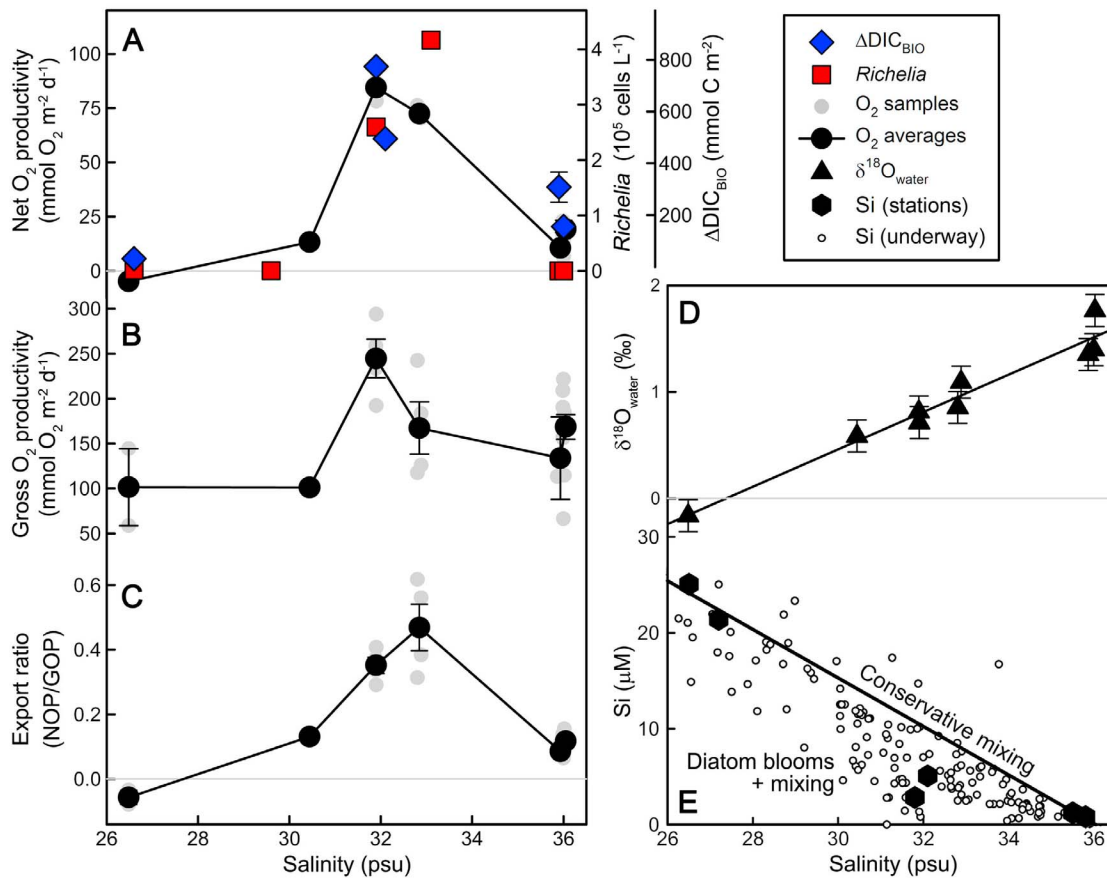 A
Net O2 productivity
(mmol O2 m-2 d-1)
100
75
50
25
0
4
3
2
1
0
Richelia (10^5 cells L-1)
800
600
400
200
ΔDICBIO (mmol C m-2)
ΔDICBIO
Richelia
O2 samples
O2 averages
δ18Owater
Si (stations)
Si (underway)
B
Gross O2 productivity
(mmol O2 m-2 d-1)
300
250
200
150
100
50
C
Export ratio
(NOP/GOP)
0.6
0.4
0.2
0.0
26
28
30
32
34
36
Salinity (psu)
D
δ18Owater (‰)
2
1
0
E
Si (μM)
30
20
10
0
Conservative mixing
Diatom blooms
+ mixing
26
28
30
32
34
36
Salinity (psu)